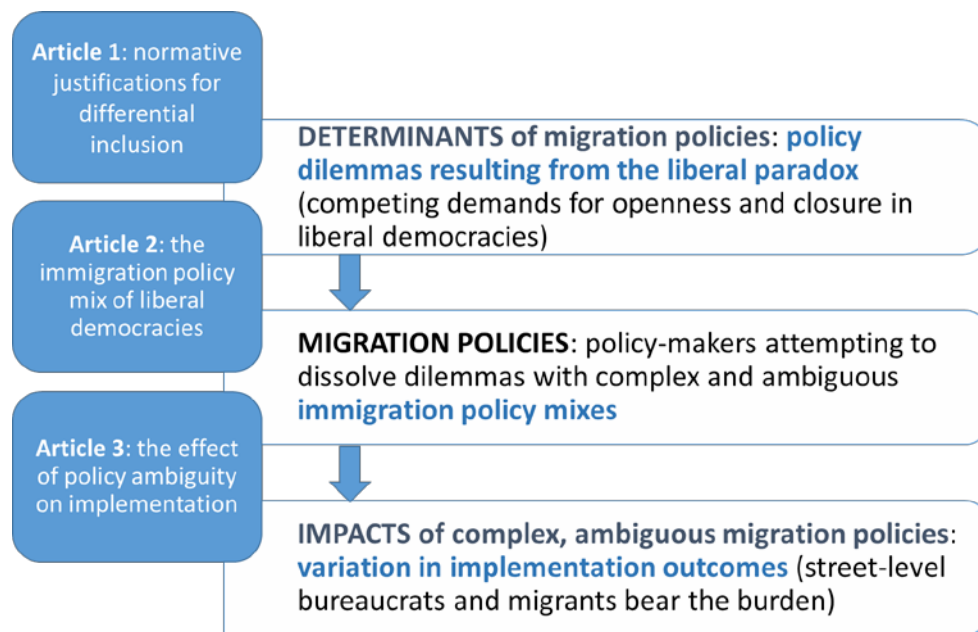 Article 1: normative
justifications for
differential
inclusion
DETERMINANTS of migration policies: policy
dilemmas resulting from the liberal paradox
(competing demands for openness and closure in
liberal democracies)
Article 2: the
immigration policy
mix of liberal
democracies
MIGRATION POLICIES: policy-makers attempting to
dissolve dilemmas with complex and ambiguous
immigration policy mixes
Article 3: the effect
of policy ambiguity
on implementation
IMPACTS of complex, ambiguous migration policies:
variation in implementation outcomes (street-level
bureaucrats and migrants bear the burden)